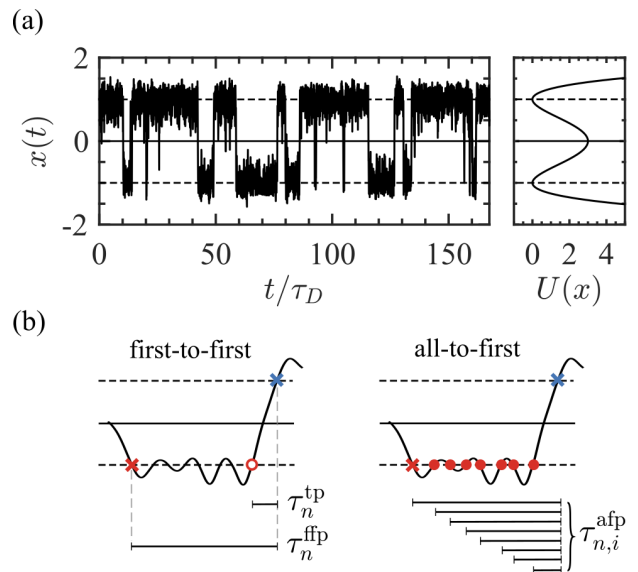 (a)
2
0
-2
x(t)
0
50
100
150
t/τ_D
0
2
4
U(x)
(b)
first-to-first
all-to-first
τ_n^tp
τ_n^ffp
τ_{n,i}^afp